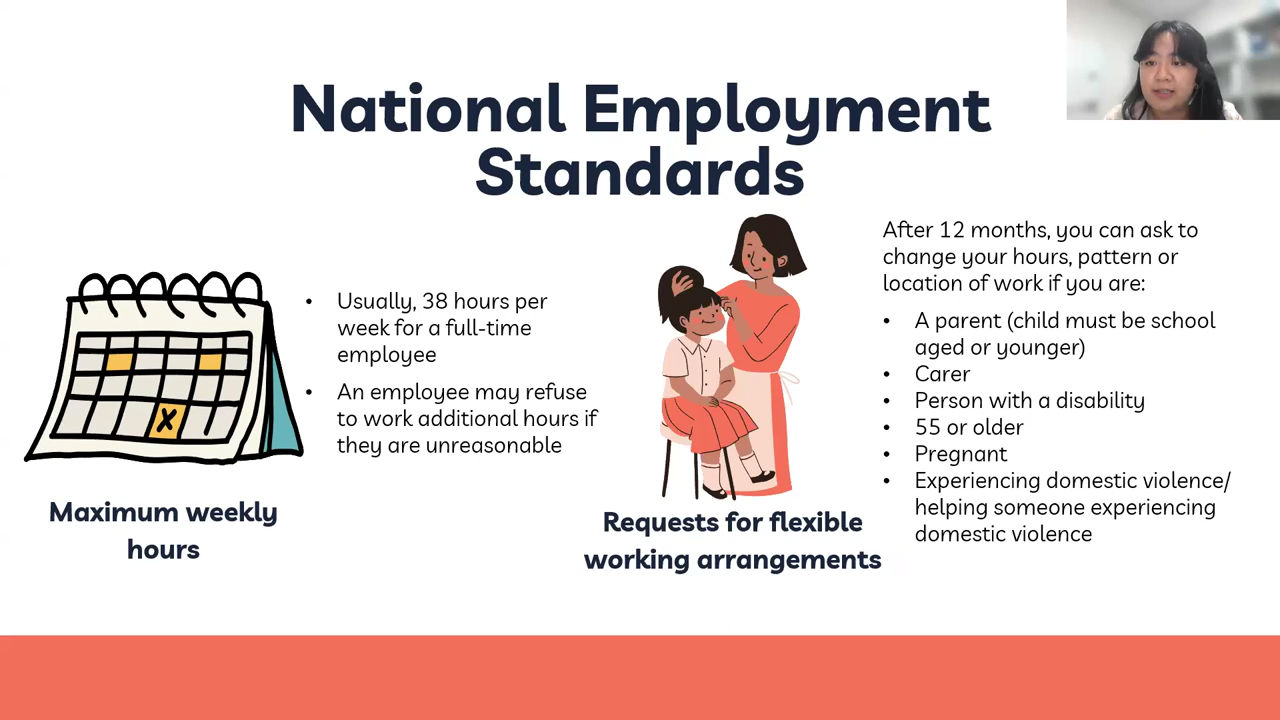 National Employment
Standards
• Usually, 38 hours per
week for a full-time
employee
• An employee may refuse
to work additional hours if
they are unreasonable
Maximum weekly
hours
Requests for flexible
working arrangements
After 12 months, you can ask to
change your hours, pattern or
location of work if you are:
• A parent (child must be school
aged or younger)
• Carer
• Person with a disability
• 55 or older
• Pregnant
• Experiencing domestic violence/
helping someone experiencing
domestic violence